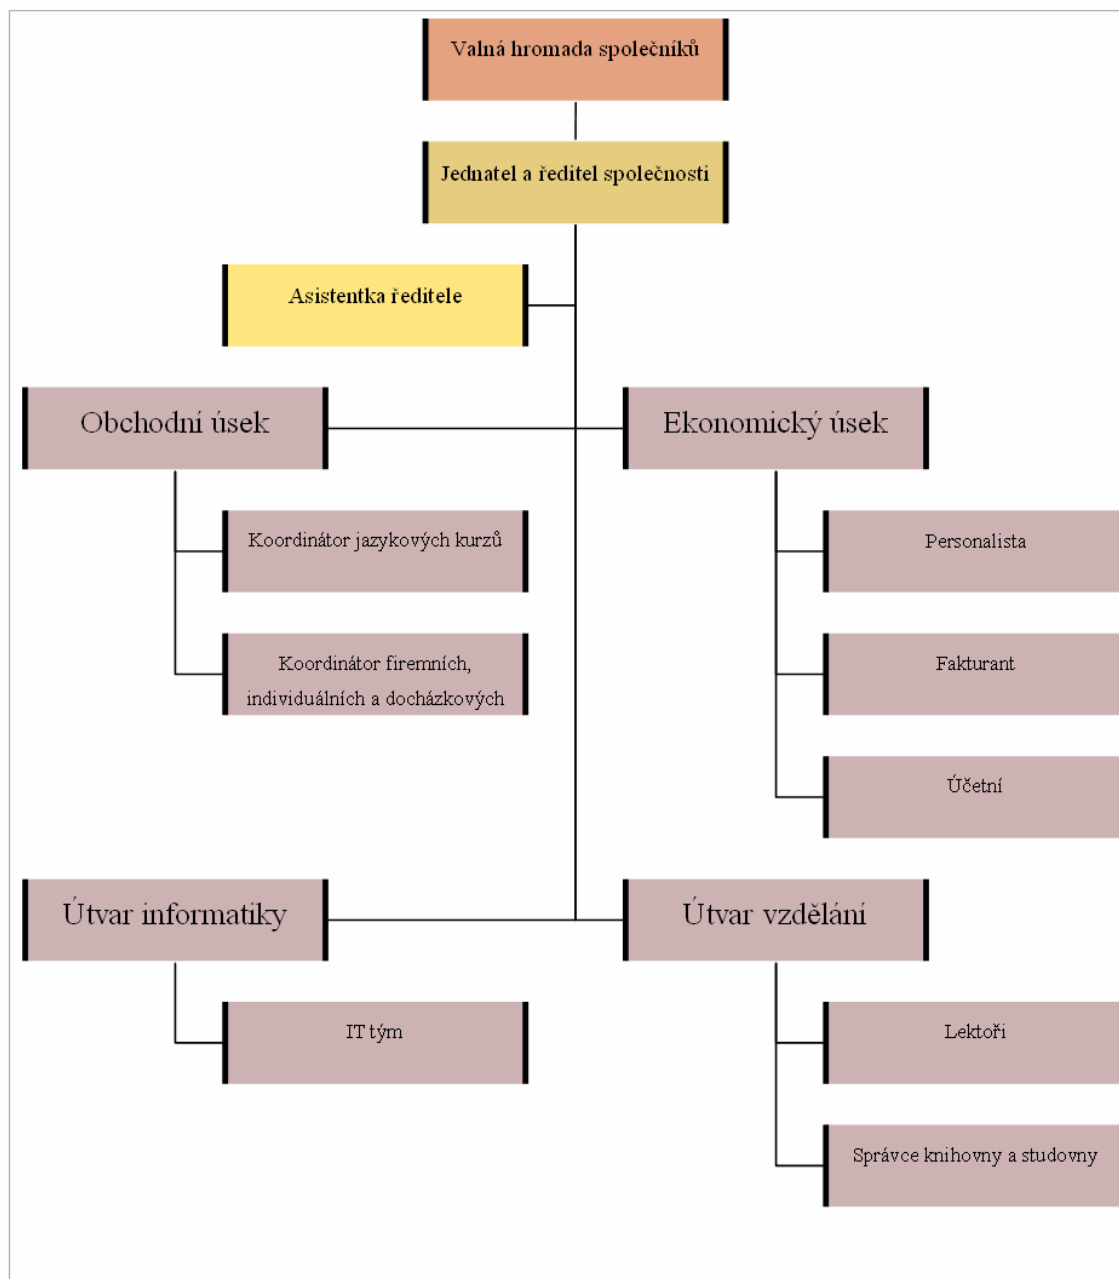 Valná hromada společníků
Jednatel a ředitel společnosti
Asistentka ředitele
Obchodní úsek
Ekonomický úsek
Koordinátor jazykových kurzů
Personalista
Koordinátor firemních,
individuálních a docházkových
Fakturant
Účetní
Útvar informatiky
Útvar vzdělání
IT tým
Lektoři
Správce knihovny a studovny